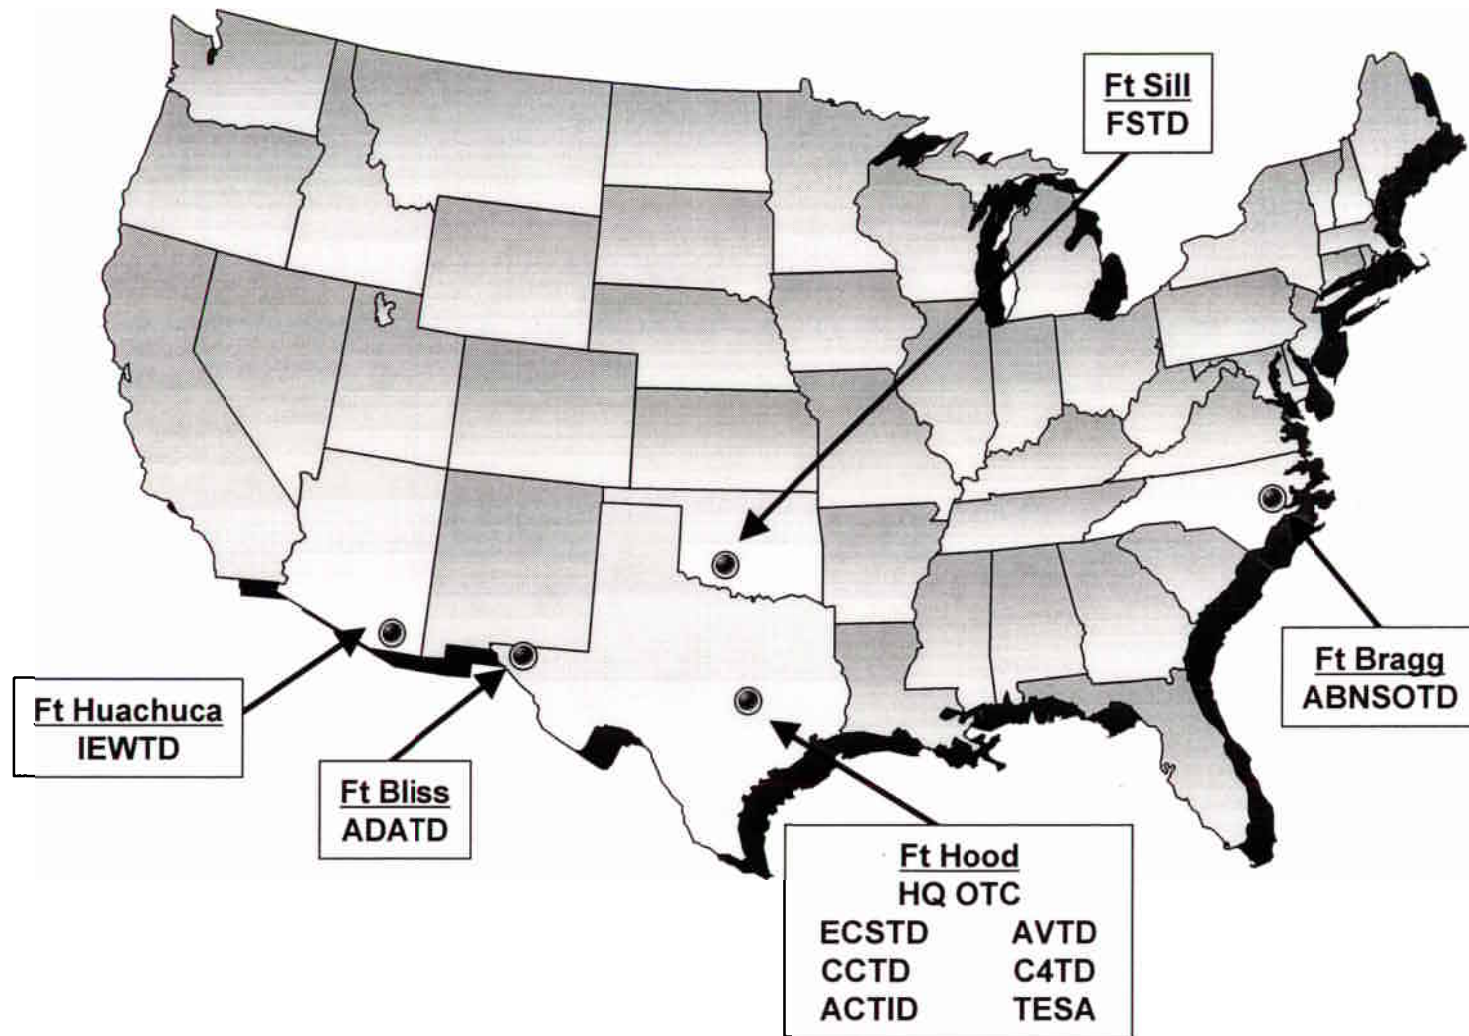 Ft Sill
FSTD
Ft Bragg
ABNSOTD
Ft Huachuca
IEWTD
Ft Bliss
ADATD
Ft Hood
HQ OTC
ECSTD AVTD
CCTD C4TD
ACTID TESA